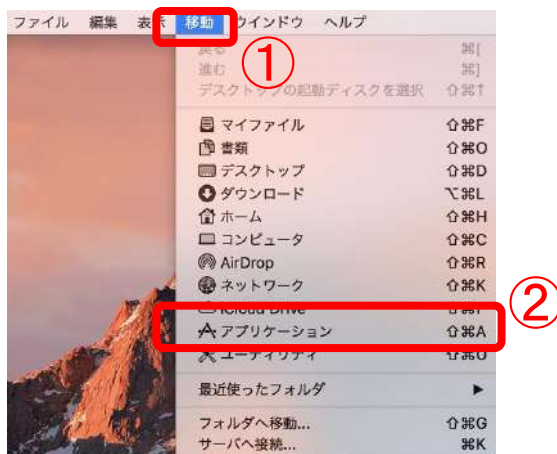 ファイル 編集 表示 移動 ウインドウ ヘルプ
①
戻る ⌘[
進む ⌘]
デスクトップの起動ディスクを選択 ⇧⌘↑
マイファイル ⇧⌘F
書類 ⇧⌘O
デスクトップ ⇧⌘D
ダウンロード ⌥⌘L
ホーム ⇧⌘H
コンピュータ ⇧⌘C
AirDrop ⇧⌘R
ネットワーク ⇧⌘K
iCloud Drive ⇧⌘I
②
アプリケーション ⇧⌘A
ユーティリティ ⇧⌘U
最近使ったフォルダ ▶
フォルダへ移動... ⇧⌘G
サーバへ接続... ⌘K